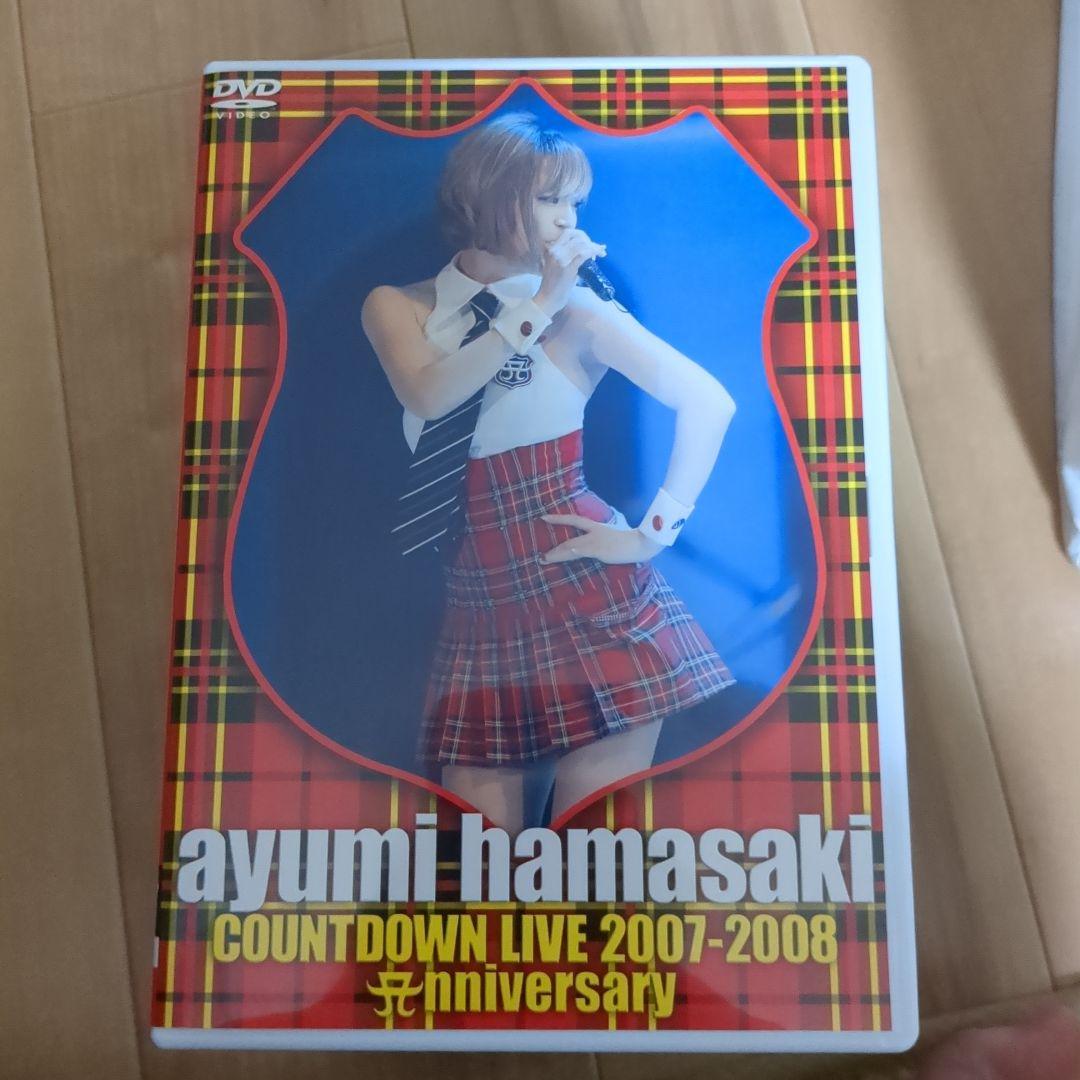 DVD
VIDEO
ayumi hamasaki
COUNTDOWN LIVE 2007-2008
Anniversary